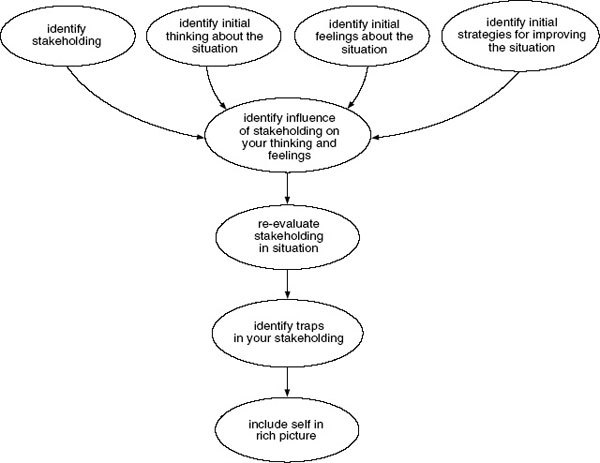 identify
stakeholding
identify initial
thinking about the
situation
identify initial
feelings about the
situation
identify initial
strategies for improving
the situation
identify influence
of stakeholding on
your thinking and
feelings
re-evaluate
stakeholding
in situation
identify traps
in your stakeholding
include self in
rich picture